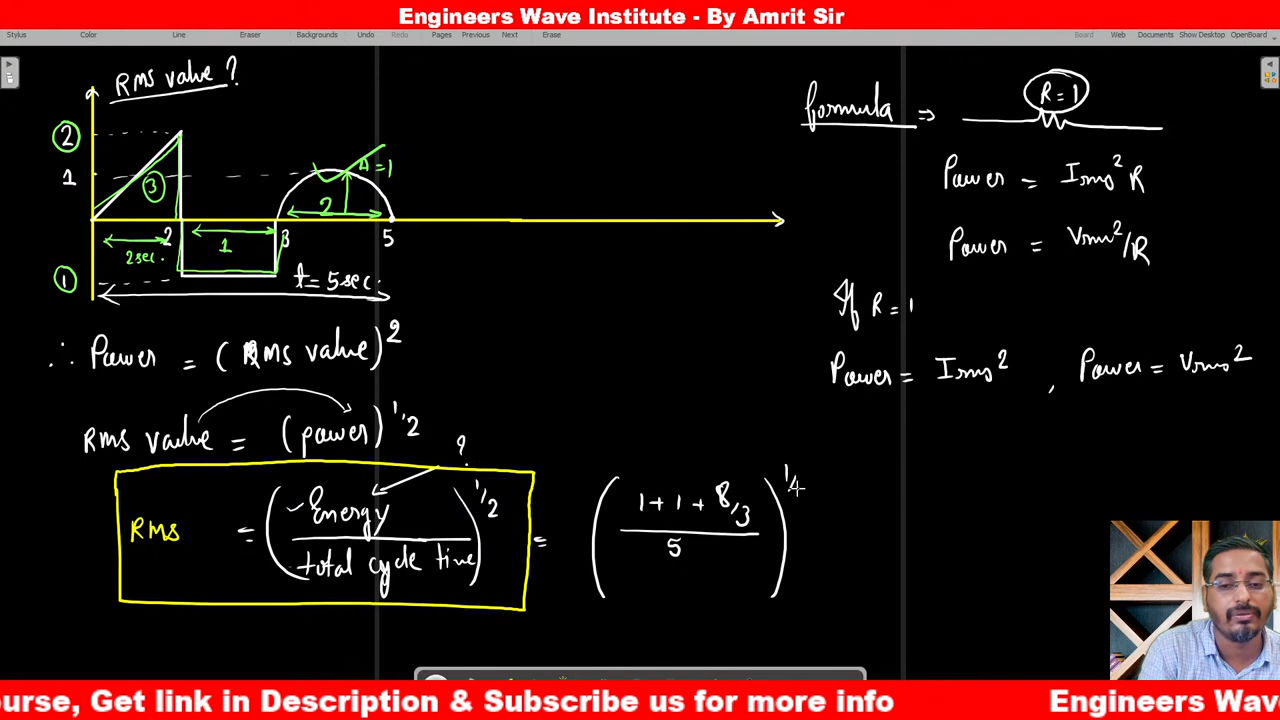 Engineers Wave Institute - By Amrit Sir
Stylus Color Line Eraser Backgrounds Undo Redo Pages Previous Next Erase Board Web Documents Show Desktop OpenBoard
RMS value ?
2
1
3
A=1
2
2
1
3
5
2sec.
1
t = 5 sec.
∴ Power = (RMS value)²
RMS value = (power)^1/2
?
RMS = (Energy / total cycle time)^1/2 = (1 + 1 + 8/3 / 5)^1/4
formula ⇒ R = 1
Power = Irms² R
Power = Vrms²/R
If R = 1
Power = Irms² , Power = Vrms²
ourse, Get link in Description & Subscribe us for more info Engineers Wav